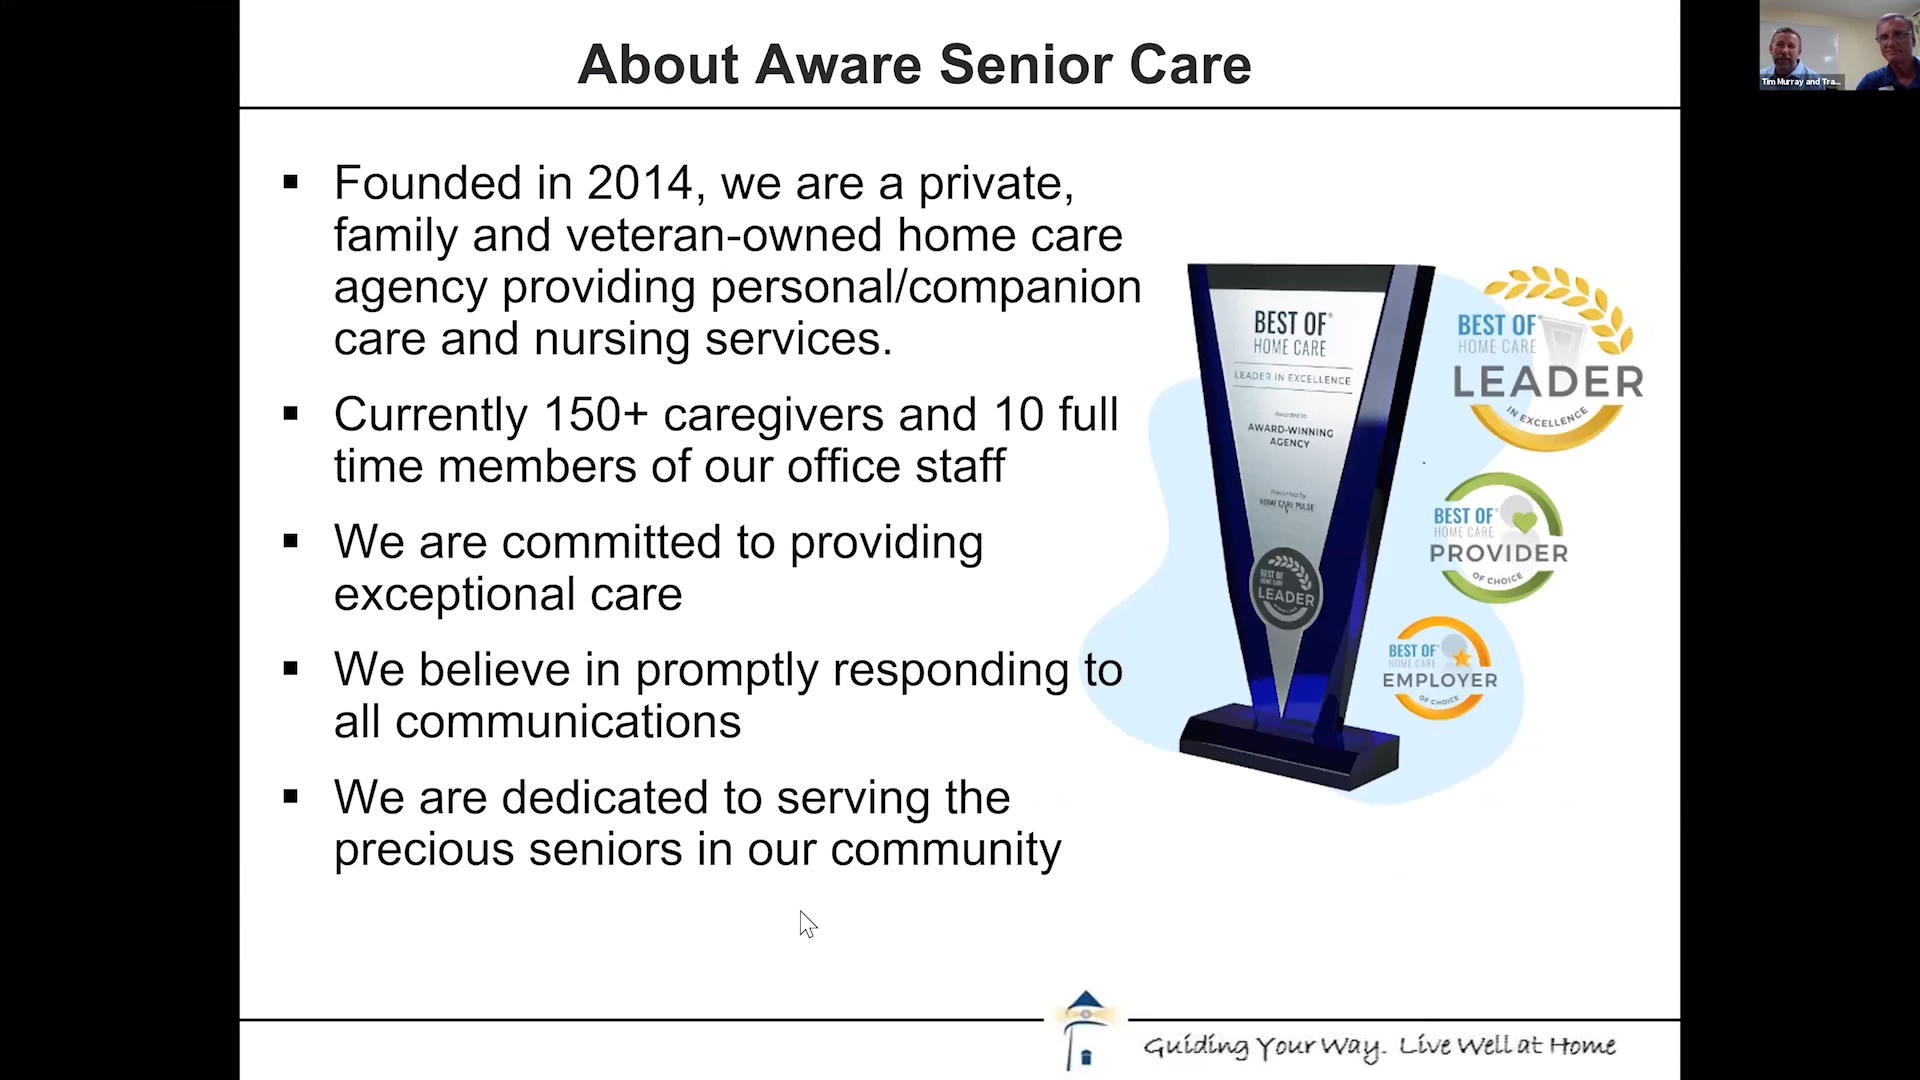 About Aware Senior Care
Tim Murray and Tra...
▪ Founded in 2014, we are a private,
family and veteran-owned home care
agency providing personal/companion
care and nursing services.
▪ Currently 150+ caregivers and 10 full
time members of our office staff
▪ We are committed to providing
exceptional care
▪ We believe in promptly responding to
all communications
▪ We are dedicated to serving the
precious seniors in our community
BEST OF®
HOME CARE
LEADER IN EXCELLENCE
Awarded to
AWARD-WINNING
AGENCY
Presented by
HOME CARE PULSE
BEST OF
HOME CARE
LEADER
BEST OF®
HOME CARE
LEADER
IN EXCELLENCE
BEST OF®
HOME CARE
PROVIDER
OF CHOICE
BEST OF®
HOME CARE
EMPLOYER
OF CHOICE
Guiding Your Way. Live Well at Home